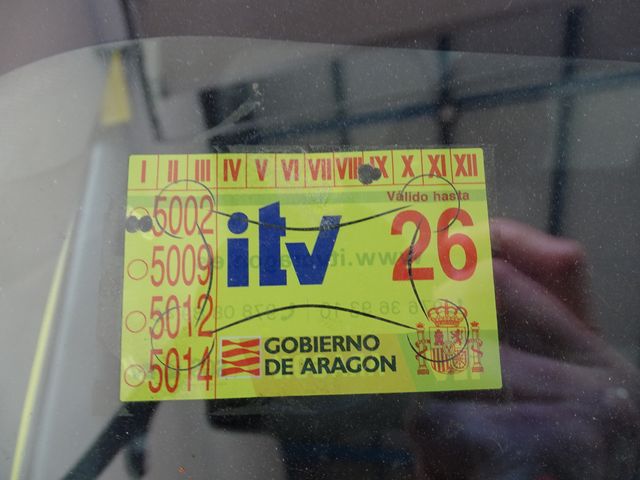 I II III IV V VI VII VIII IX X XI XII
Válido hasta
5002
5009
5012
5014
itv
26
GOBIERNO
DE ARAGON